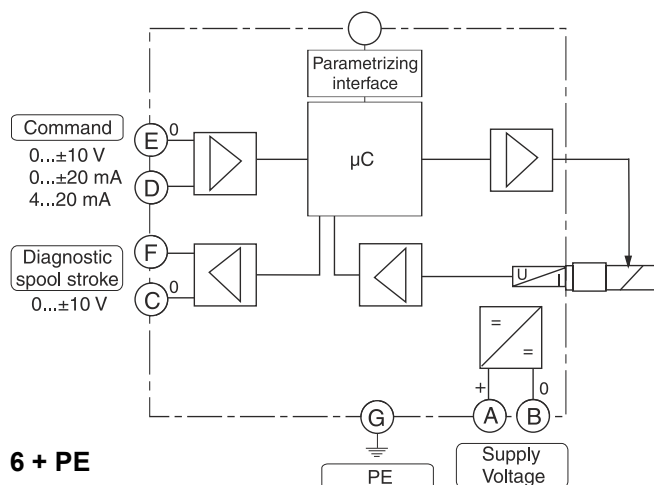 Parametrizing
interface
Command
0...±10 V
0...±20 mA
4...20 mA
E
0
D
µC
Diagnostic
spool stroke
0...±10 V
F
C
0
U
I
=
=
+
0
A
B
G
6 + PE
PE
Supply
Voltage